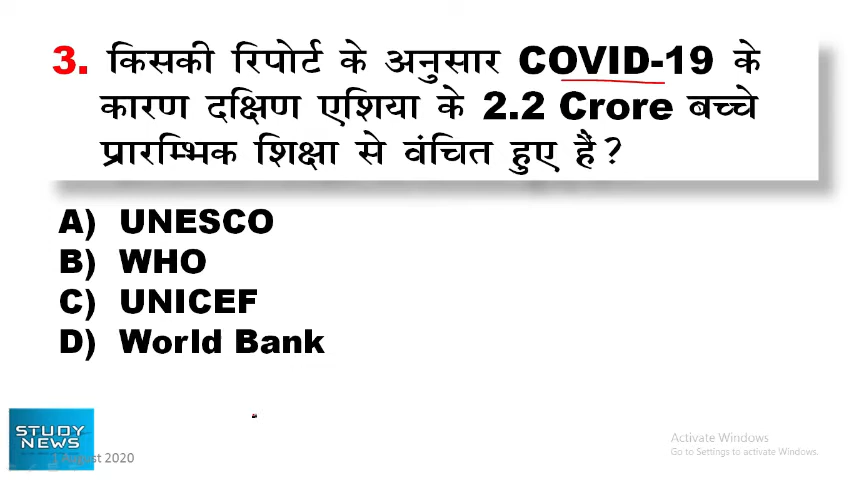 3. किसकी रिपोर्ट के अनुसार COVID-19 के
कारण दक्षिण एशिया के 2.2 Crore बच्चे
प्रारम्भिक शिक्षा से वंचित हुए हैं?
A) UNESCO
B) WHO
C) UNICEF
D) World Bank
STUDY
NEWS
1 August 2020
Activate Windows
Go to Settings to activate Windows.